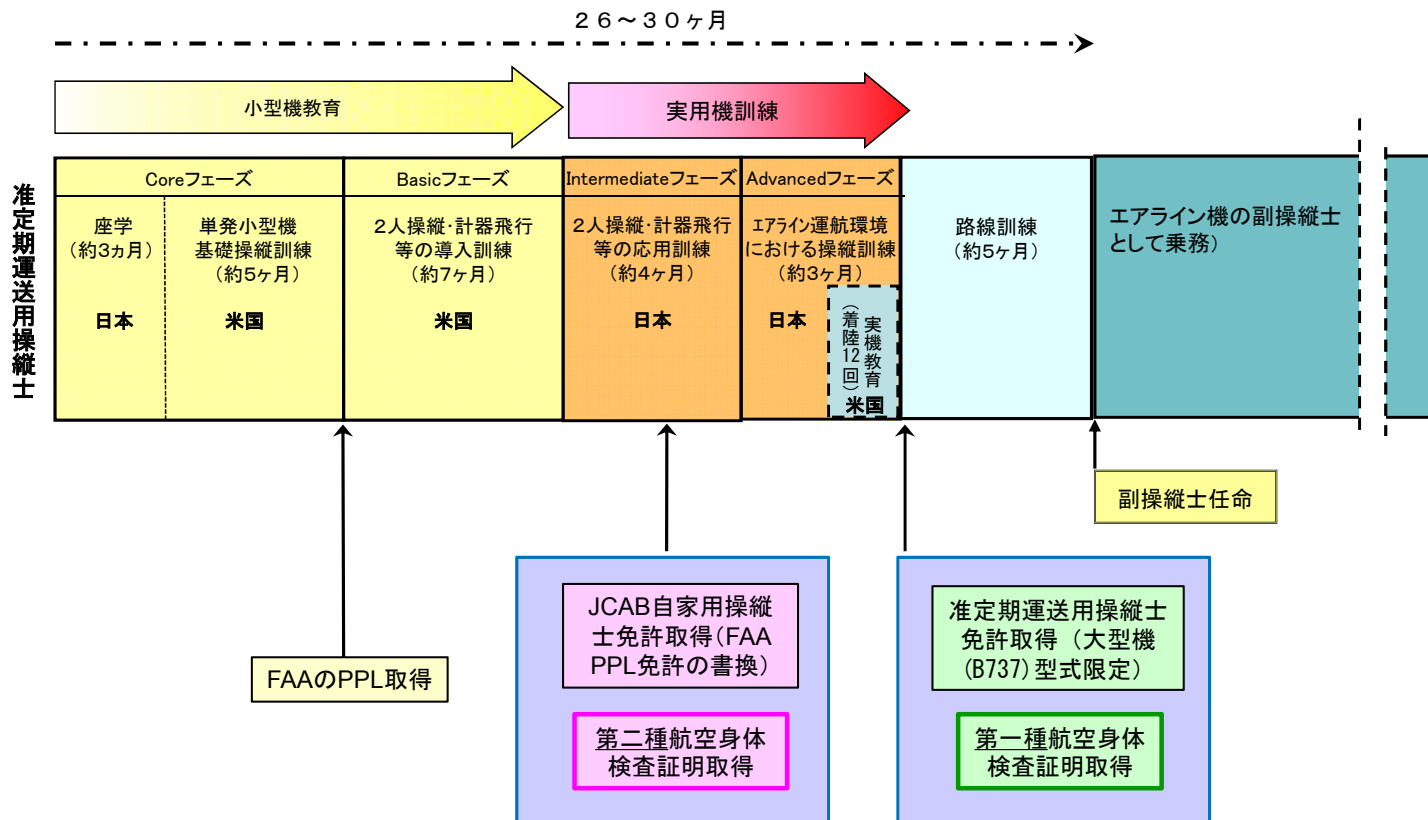 ２６～３０ヶ月
小型機教育
実用機訓練
准定期運送用操縦士
Coreフェーズ
Basicフェーズ
Intermediateフェーズ
Advancedフェーズ
座学
(約3ヵ月)
日本
単発小型機
基礎操縦訓練
(約5ヶ月)
米国
2人操縦・計器飛行
等の導入訓練
(約7ヶ月)
米国
2人操縦・計器飛行
等の応用訓練
(約4ヶ月)
日本
エアライン運航環境
における操縦訓練
(約3ヶ月)
日本
実機教育
(着陸12回)
米国
路線訓練
(約5ヶ月)
エアライン機の副操縦士
として乗務)
副操縦士任命
FAAのPPL取得
JCAB自家用操縦
士免許取得(FAA
PPL免許の書換)
第二種航空身体
検査証明取得
准定期運送用操縦士
免許取得（大型機
(B737)型式限定）
第一種航空身体
検査証明取得